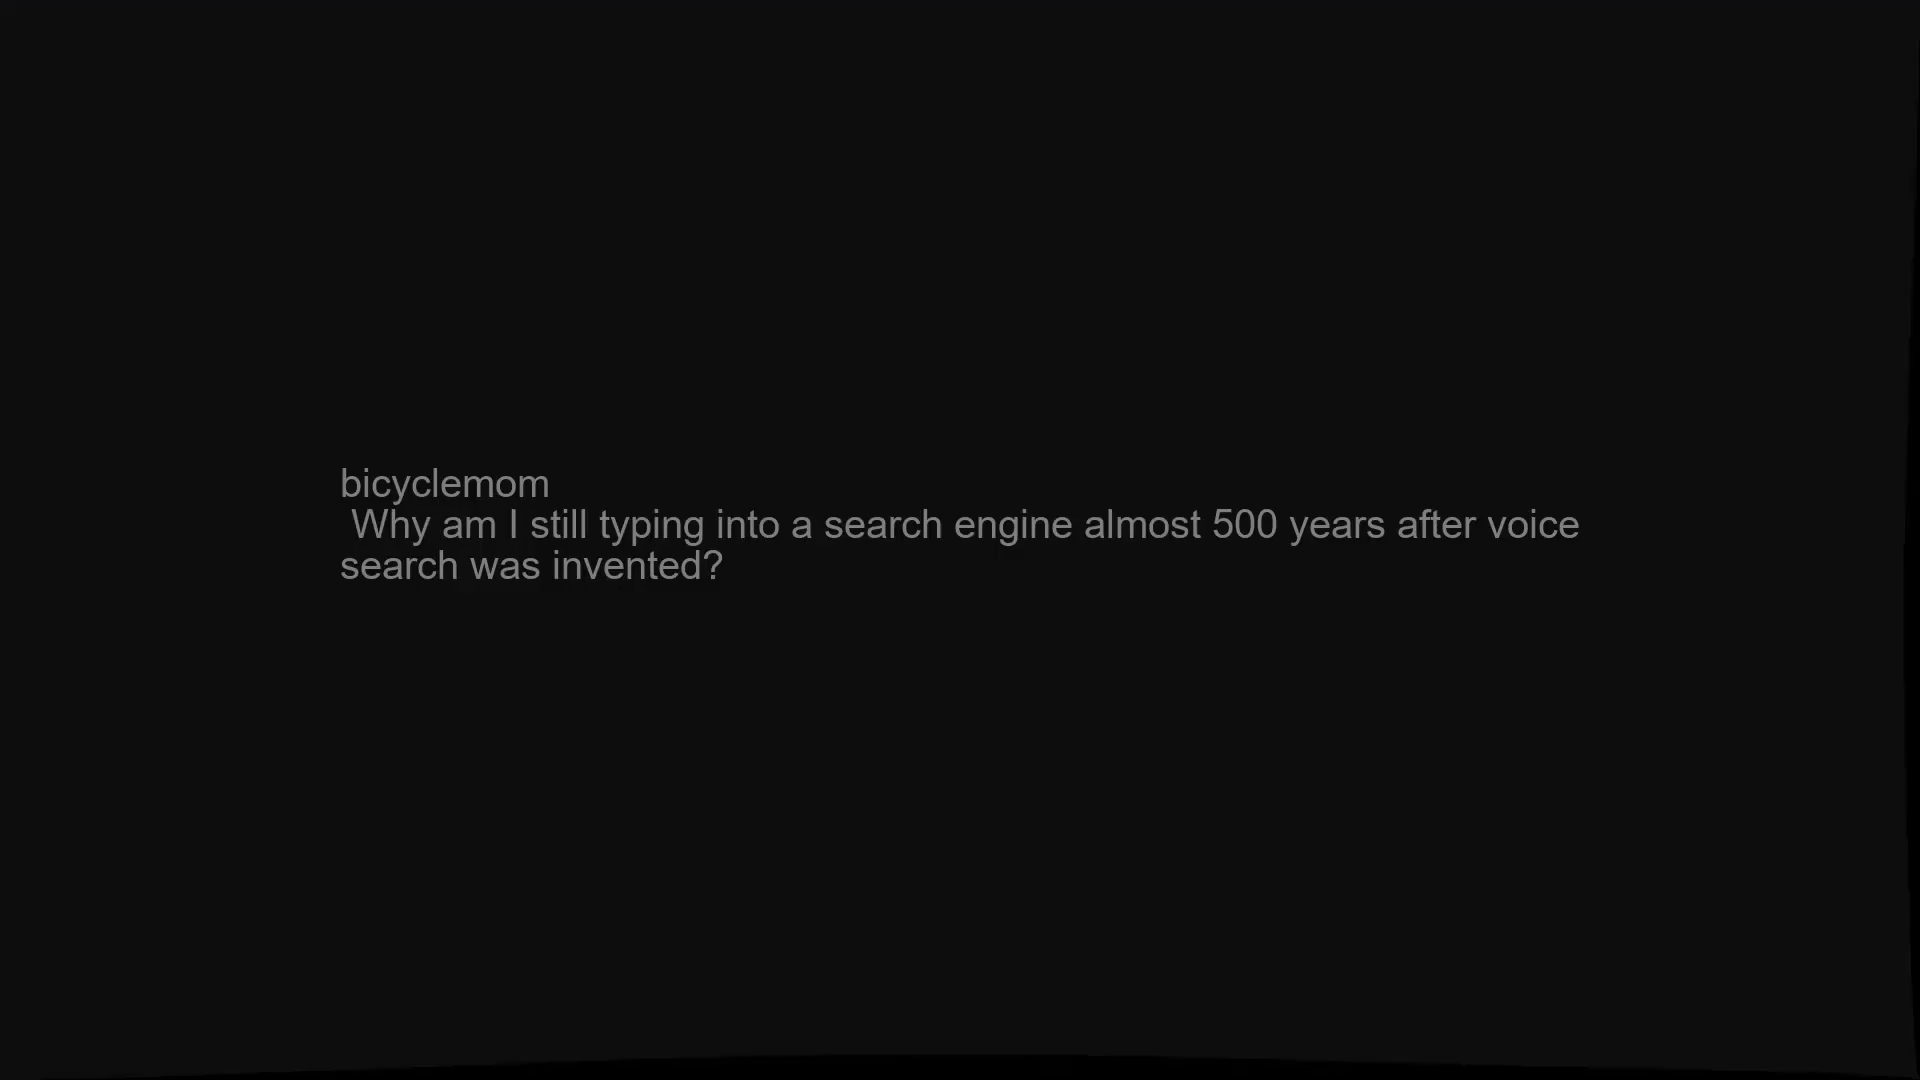 bicyclemom
Why am I still typing into a search engine almost 500 years after voice
search was invented?